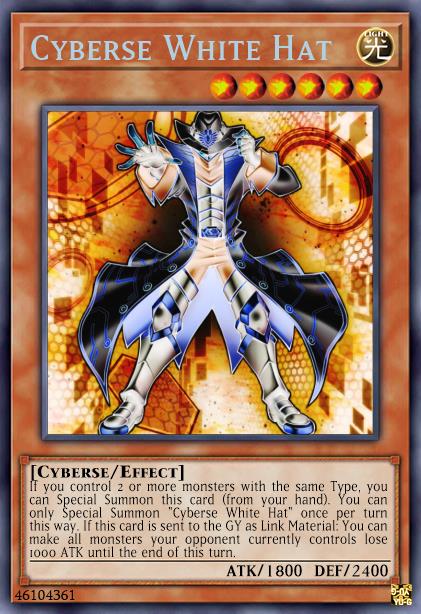 CYBERSE WHITE HAT
LIGHT
光
[CYBERSE/EFFECT]
If you control 2 or more monsters with the same Type, you
can Special Summon this card (from your hand). You can
only Special Summon "Cyberse White Hat" once per turn
this way. If this card is sent to the GY as Link Material: You can
make all monsters your opponent currently controls lose
1000 ATK until the end of this turn.
ATK/1800 DEF/2400
46104361